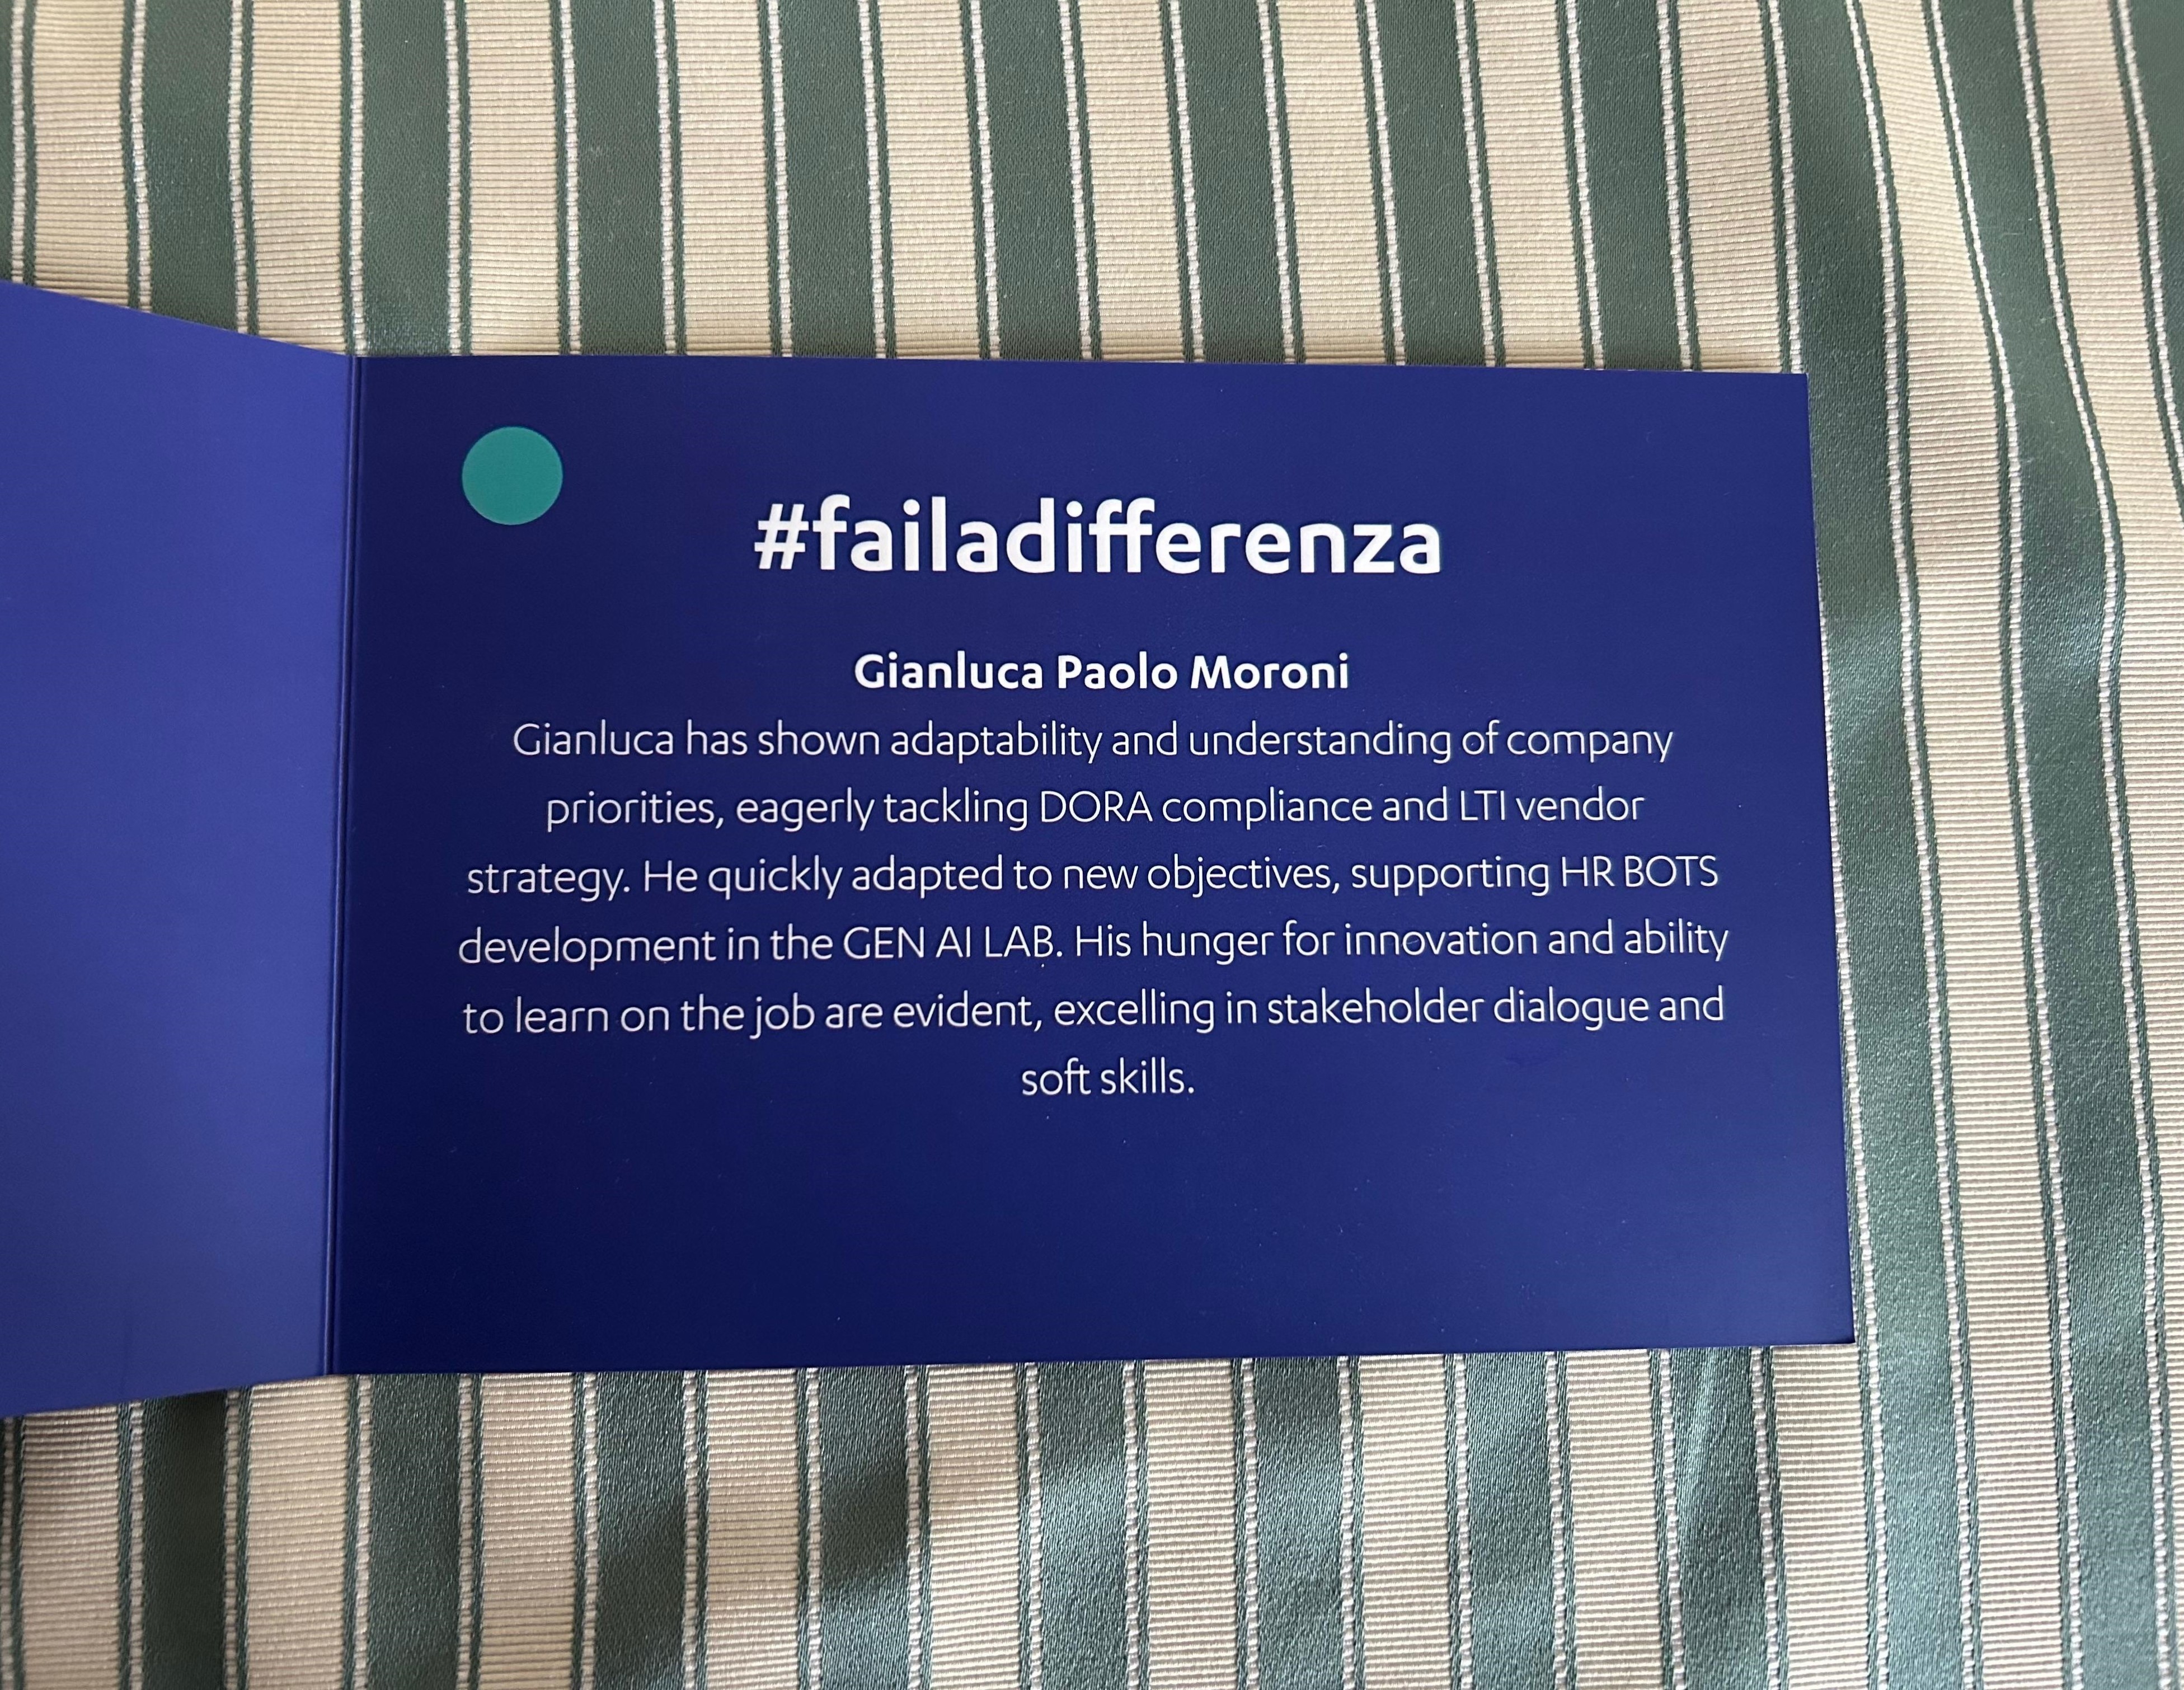 #failadifferenza
Gianluca Paolo Moroni
Gianluca has shown adaptability and understanding of company
priorities, eagerly tackling DORA compliance and LTI vendor
strategy. He quickly adapted to new objectives, supporting HR BOTS
development in the GEN AI LAB. His hunger for innovation and ability
to learn on the job are evident, excelling in stakeholder dialogue and
soft skills.